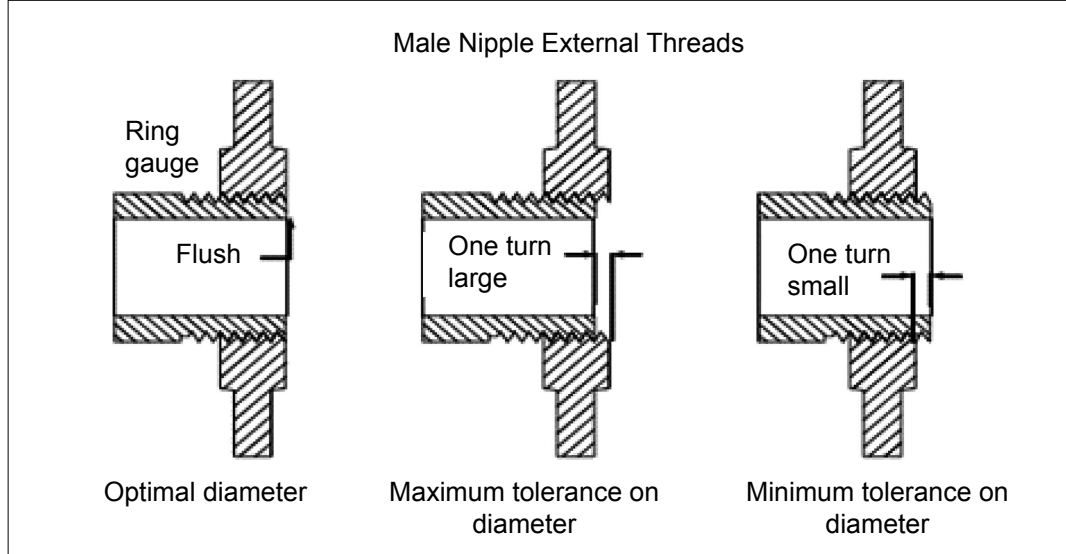 Male Nipple External Threads
Ring
gauge
Flush
One turn
large
One turn
small
Optimal diameter
Maximum tolerance on
diameter
Minimum tolerance on
diameter